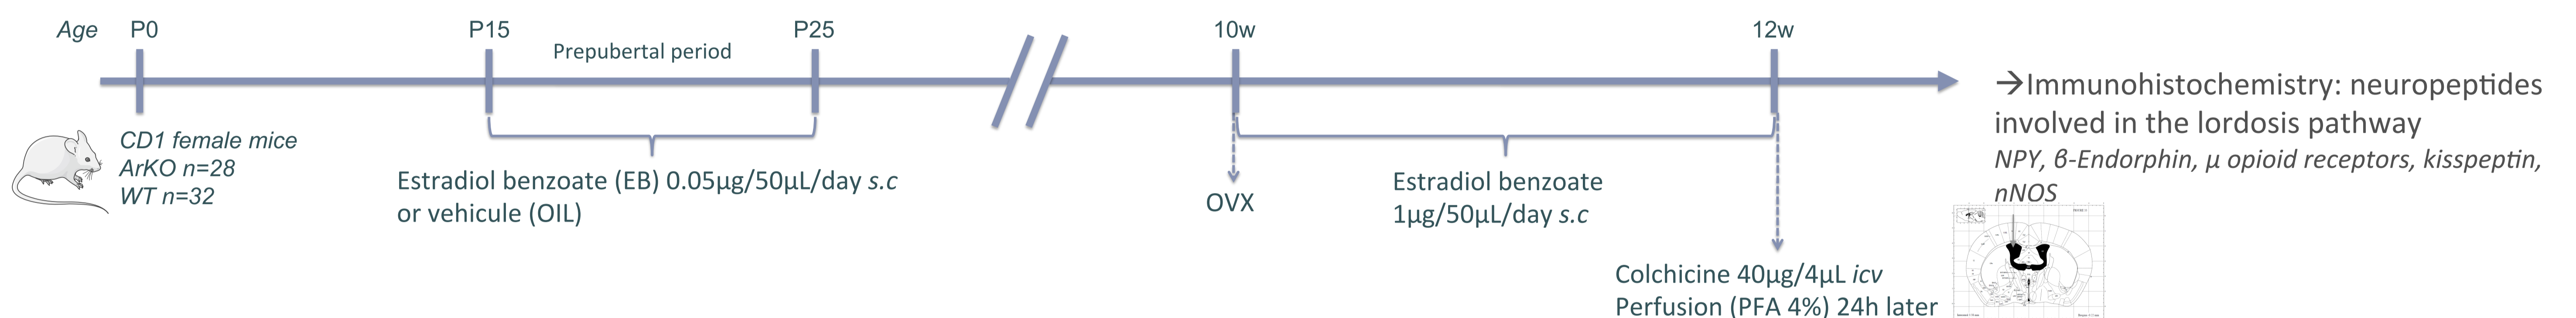 Age P0 P15 P25 10w 12w
Prepubertal period
CD1 female mice
ArKO n=28
WT n=32
Estradiol benzoate (EB) 0.05µg/50µL/day s.c
or vehicule (OIL)
OVX
Estradiol benzoate
1µg/50µL/day s.c
Colchicine 40µg/4µL icv
Perfusion (PFA 4%) 24h later
→Immunohistochemistry: neuropeptides
involved in the lordosis pathway
NPY, β-Endorphin, µ opioid receptors, kisspeptin,
nNOS